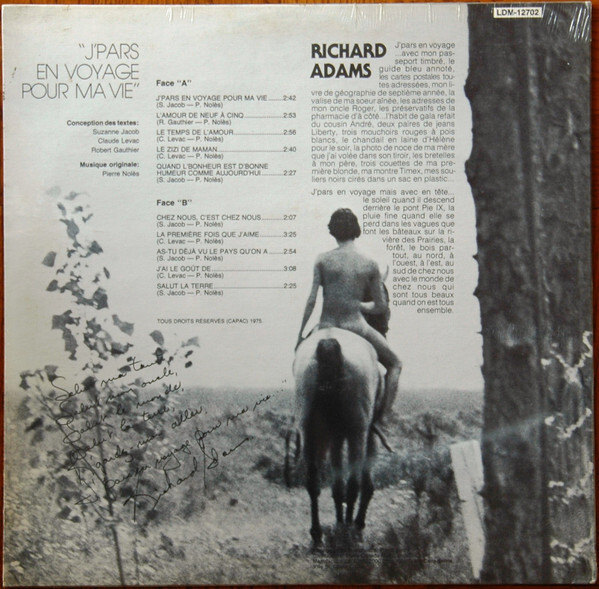 LDM-12702
"J'PARS
EN VOYAGE
POUR MA VIE"
Conception des textes:
Suzanne Jacob
Claude Levac
Robert Gauthier
Musique originale:
Pierre Nolès
Face "A"
J'PARS EN VOYAGE POUR MA VIE......2:42
(S. Jacob — P. Nolès)
L'AMOUR DE NEUF À CINQ......2:53
(R. Gauthier — P. Nolès)
LE TEMPS DE L'AMOUR......2:56
(C. Levac — P. Nolès)
LE ZIZI DE MAMAN......2:40
(C. Levac — P. Nolès)
QUAND L'BONHEUR EST D'BONNE
HUMEUR COMME AUJOURD'HUI......2:27
(S. Jacob — P. Nolès)
Face "B"
CHEZ NOUS, C'EST CHEZ NOUS......2:07
(S. Jacob — P. Nolès)
LA PREMIÈRE FOIS QUE J'AIME......3:25
(C. Levac — P. Nolès)
AS-TU DÉJÀ VU LE PAYS QU'ON A......2:54
(S. Jacob — P. Nolès)
J'AI LE GOÛT DE......3:08
(C. Levac — P. Nolès)
SALUT LA TERRE......2:25
(S. Jacob — P. Nolès)
TOUS DROITS RÉSERVÉS (CAPAC) 1975.
RICHARD
ADAMS
J'pars en voyage
...avec mon pas-
seport timbré, le
guide bleu annoté,
les cartes postales tou-
tes adressées, mon li-
vre de géographie de septième année, la
valise de ma soeur aînée, les adresses de
mon oncle Roger, les préservatifs de la
pharmacie d'à côté...l'habit de gala refait
du cousin André, deux paires de jeans
Liberty, trois mouchoirs rouges à pois
blancs, le chandail en laine d'Hélène
pour le soir, la photo de noce de ma mère
que j'ai volée dans son tiroir, les bretelles
à mon père, trois couettes de ma pre-
mière blonde, ma montre Timex, mes sou-
liers noirs cirés dans un sac en plastic...
J'pars en voyage mais avec en tête...
le soleil quand il descend
derrière le pont Pie IX, la
pluie fine quand elle se
perd dans les vagues que
font les bâteaux sur la ri-
vière des Prairies, la
forêt, le bois par-
tout, au nord, à
l'ouest, à l'est, au
sud de chez nous
avec le monde de
chez nous qui
sont tous beaux
quand on est tous
ensemble.
Salut
le monde,
la terre,
aller,
voyage pour ma vie..."
Richard Adams